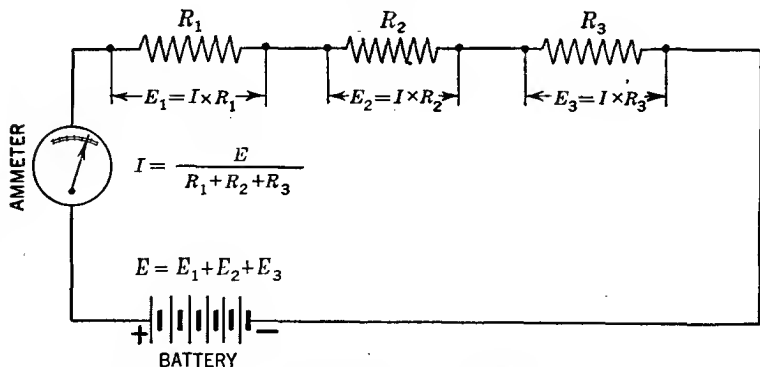 R₁ R₂ R₃
E₁=I×R₁ E₂=I×R₂ E₃=I×R₃
AMMETER
I = E / R₁+R₂+R₃
E = E₁+E₂+E₃
+ −
BATTERY